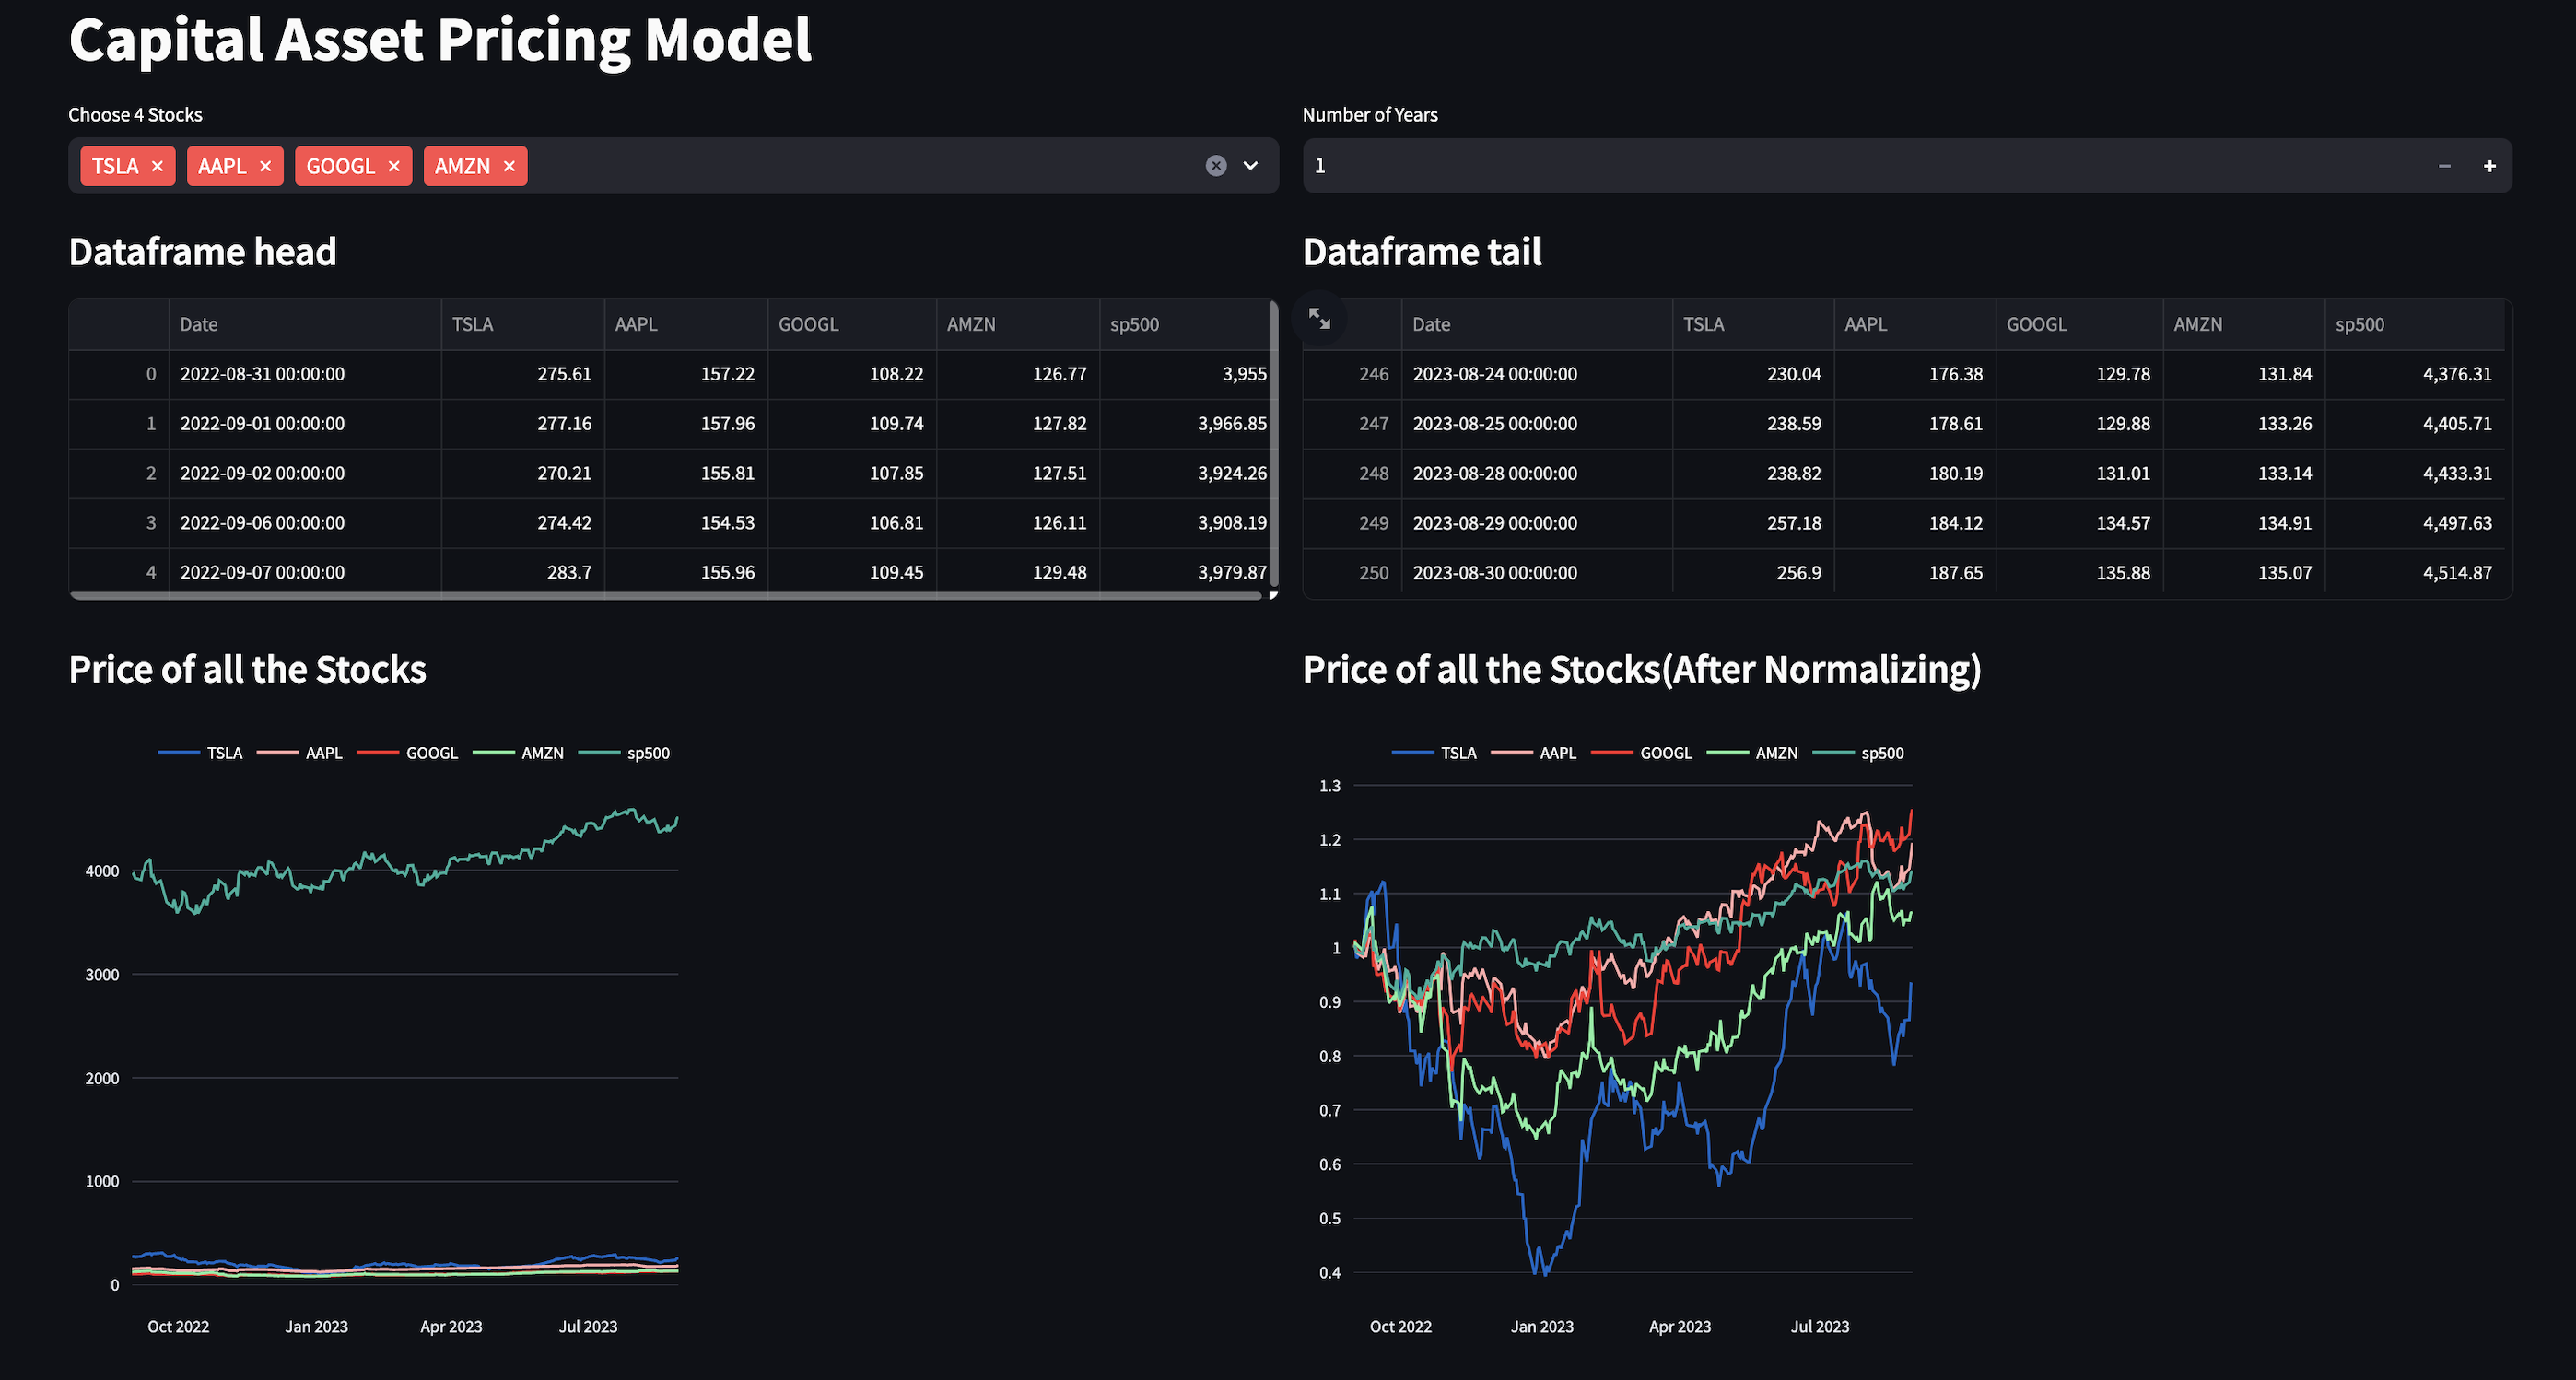 Capital Asset Pricing Model
Choose 4 Stocks
TSLA AAPL GOOGL AMZN
Number of Years
1
Dataframe head
Date TSLA AAPL GOOGL AMZN sp500
0 2022-08-31 00:00:00 275.61 157.22 108.22 126.77 3,955
1 2022-09-01 00:00:00 277.16 157.96 109.74 127.82 3,966.85
2 2022-09-02 00:00:00 270.21 155.81 107.85 127.51 3,924.26
3 2022-09-06 00:00:00 274.42 154.53 106.81 126.11 3,908.19
4 2022-09-07 00:00:00 283.7 155.96 109.45 129.48 3,979.87
Dataframe tail
Date TSLA AAPL GOOGL AMZN sp500
246 2023-08-24 00:00:00 230.04 176.38 129.78 131.84 4,376.31
247 2023-08-25 00:00:00 238.59 178.61 129.88 133.26 4,405.71
248 2023-08-28 00:00:00 238.82 180.19 131.01 133.14 4,433.31
249 2023-08-29 00:00:00 257.18 184.12 134.57 134.91 4,497.63
250 2023-08-30 00:00:00 256.9 187.65 135.88 135.07 4,514.87
Price of all the Stocks
TSLA AAPL GOOGL AMZN sp500
4000
3000
2000
1000
0
Oct 2022 Jan 2023 Apr 2023 Jul 2023
Price of all the Stocks(After Normalizing)
TSLA AAPL GOOGL AMZN sp500
1.3
1.2
1.1
1
0.9
0.8
0.7
0.6
0.5
0.4
Oct 2022 Jan 2023 Apr 2023 Jul 2023